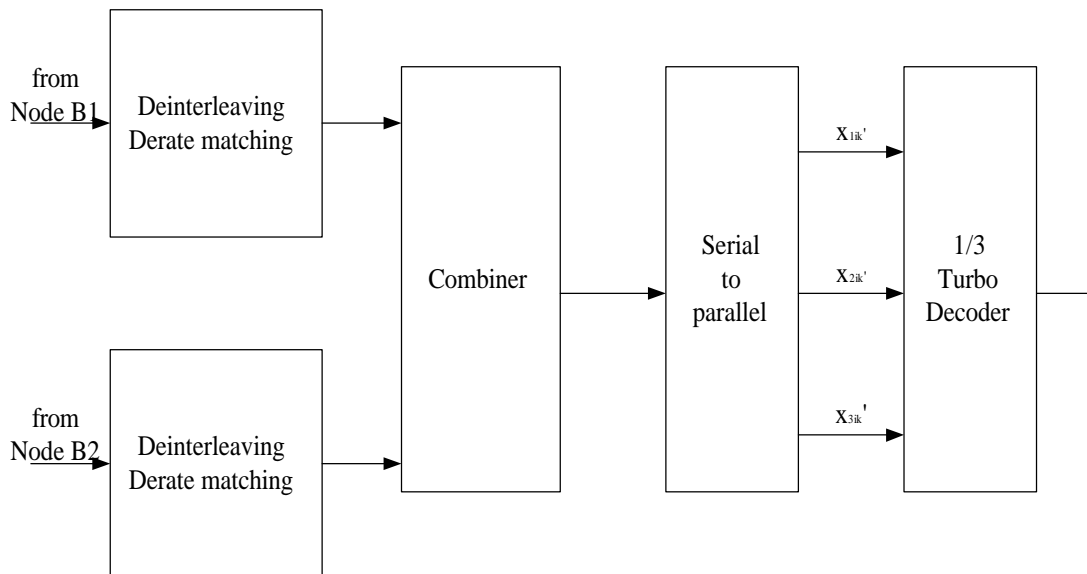 from
Node B1
Deinterleaving
Derate matching
Combiner
Serial
to
parallel
x1ik'
x2ik'
x3ik'
1/3
Turbo
Decoder
from
Node B2
Deinterleaving
Derate matching